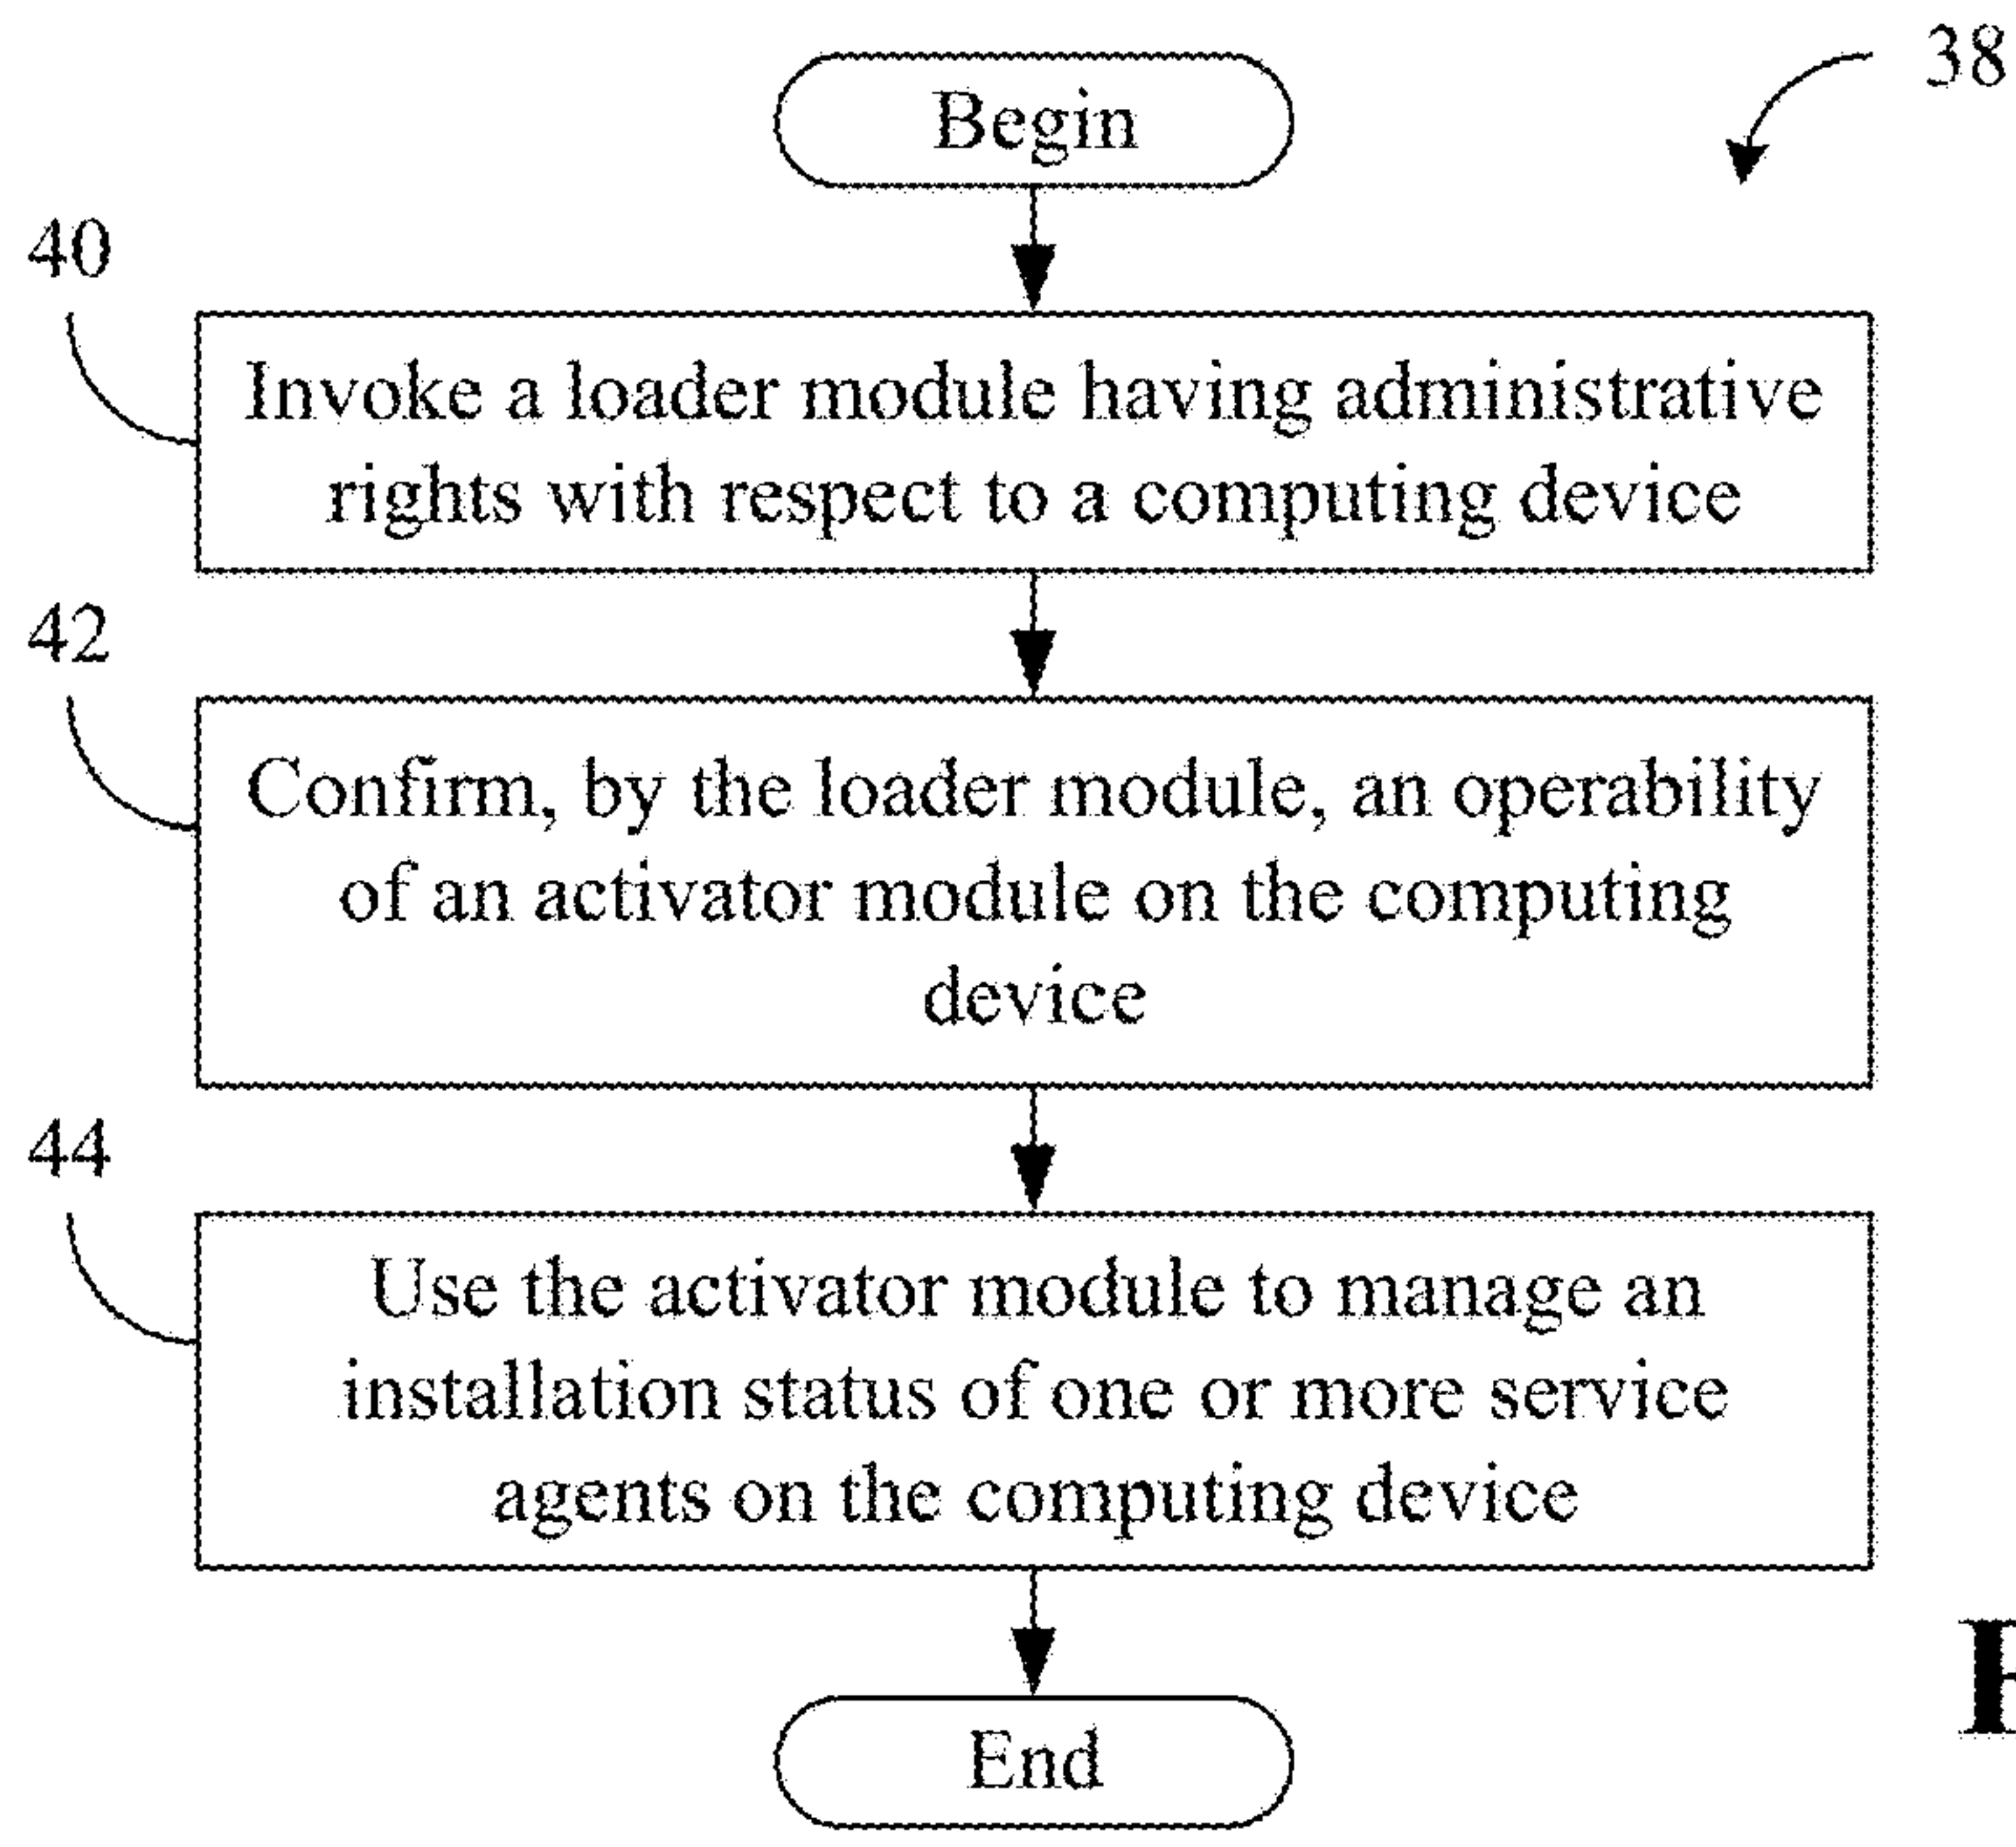 Begin
38
40
Invoke a loader module having administrative
rights with respect to a computing device
42
Confirm, by the loader module, an operability
of an activator module on the computing
device
44
Use the activator module to manage an
installation status of one or more service
agents on the computing device
End